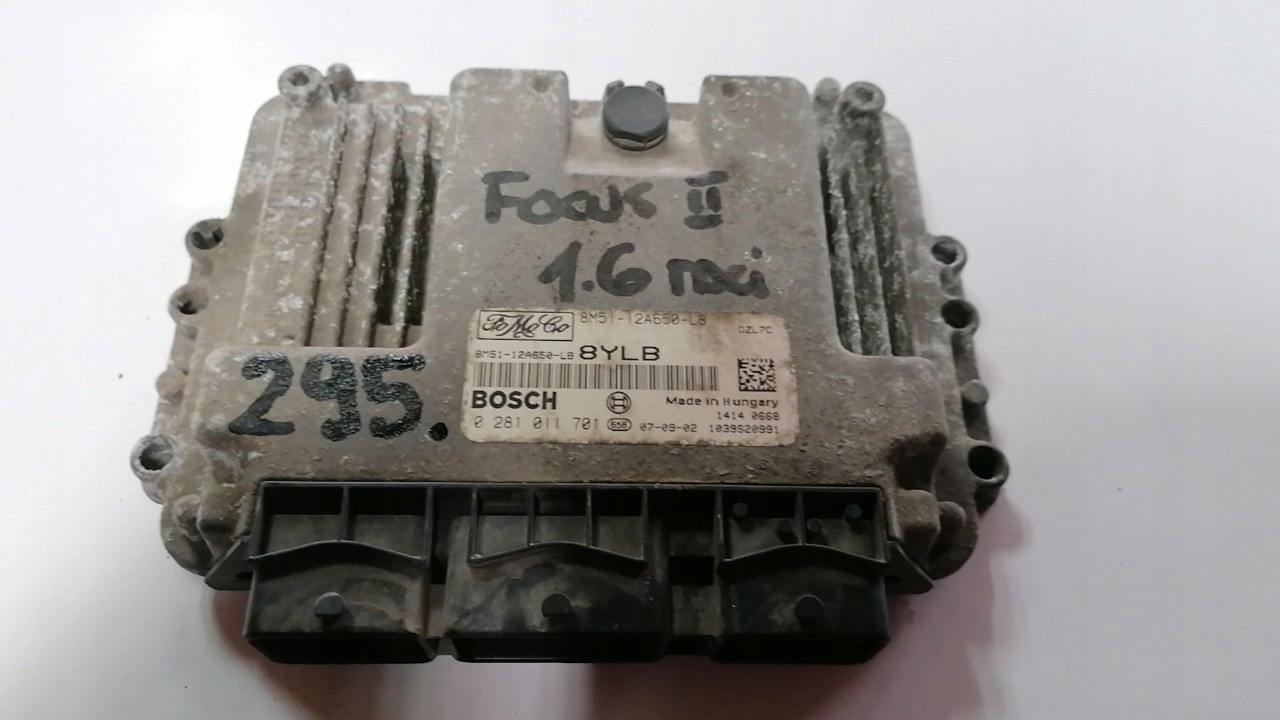 Focus II
1.6 TDCi
295.
FoMoCo
8M51-12A650-LB
DZL7C
8M51-12A650-LB 8YLB
BOSCH
Made in Hungary
1414 0668
0 281 011 701 658 07-09-02 1039S20991